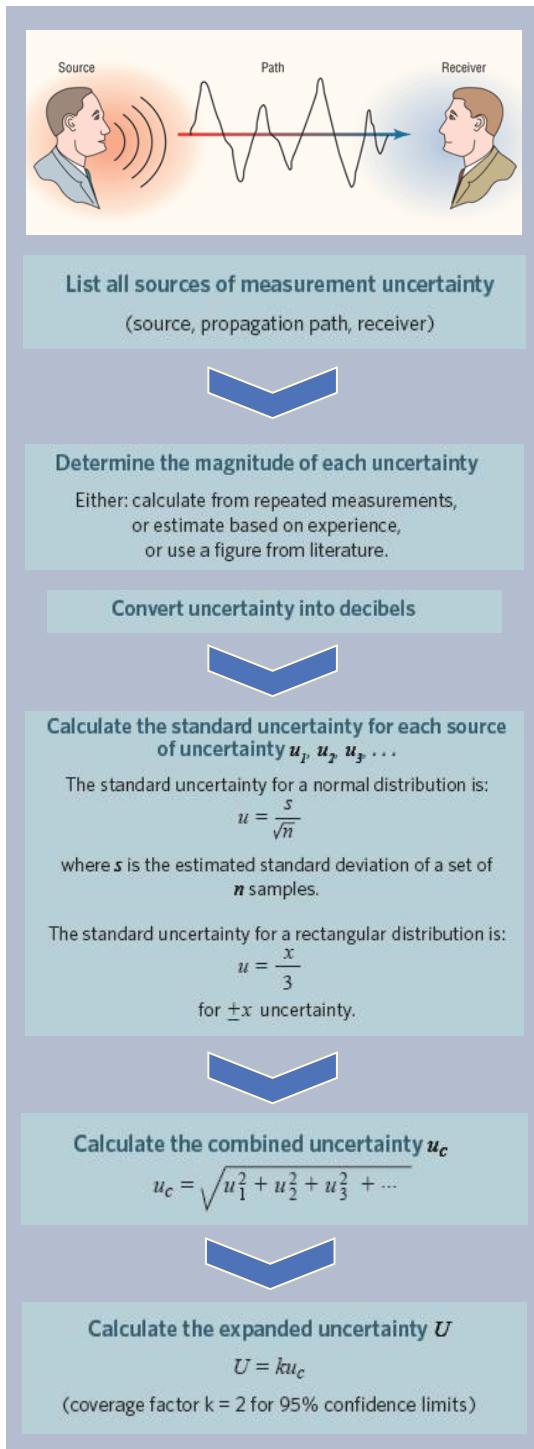 Source Path Receiver
List all sources of measurement uncertainty
(source, propagation path, receiver)
Determine the magnitude of each uncertainty
Either: calculate from repeated measurements,
or estimate based on experience,
or use a figure from literature.
Convert uncertainty into decibels
Calculate the standard uncertainty for each source
of uncertainty u₁, u₂, u₃, . . .
The standard uncertainty for a normal distribution is:
u = s/√n
where s is the estimated standard deviation of a set of
n samples.
The standard uncertainty for a rectangular distribution is:
u = x/3
for ±x uncertainty.
Calculate the combined uncertainty u_c
u_c = √(u₁² + u₂² + u₃² + ···)
Calculate the expanded uncertainty U
U = ku_c
(coverage factor k = 2 for 95% confidence limits)